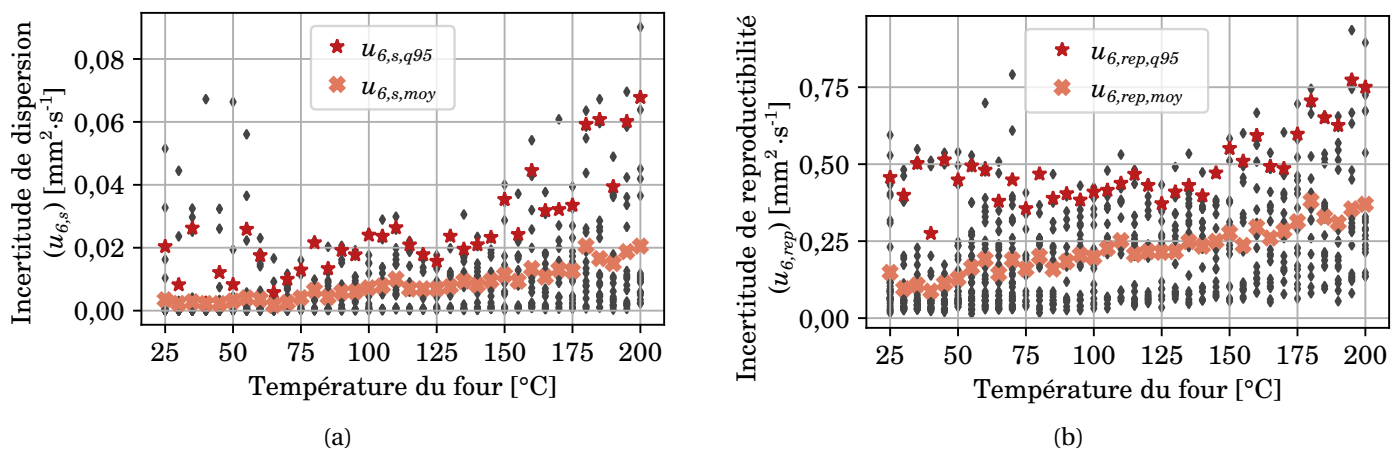 Incertitude de dispersion
(u6,s) [mm²·s⁻¹]
0,08
0,06
0,04
0,02
0,00
u6,s,q95
u6,s,moy
25 50 75 100 125 150 175 200
Température du four [°C]
(a)
Incertitude de reproductibilité
(u6,rep) [mm²·s⁻¹]
0,75
0,50
0,25
0,00
u6,rep,q95
u6,rep,moy
25 50 75 100 125 150 175 200
Température du four [°C]
(b)